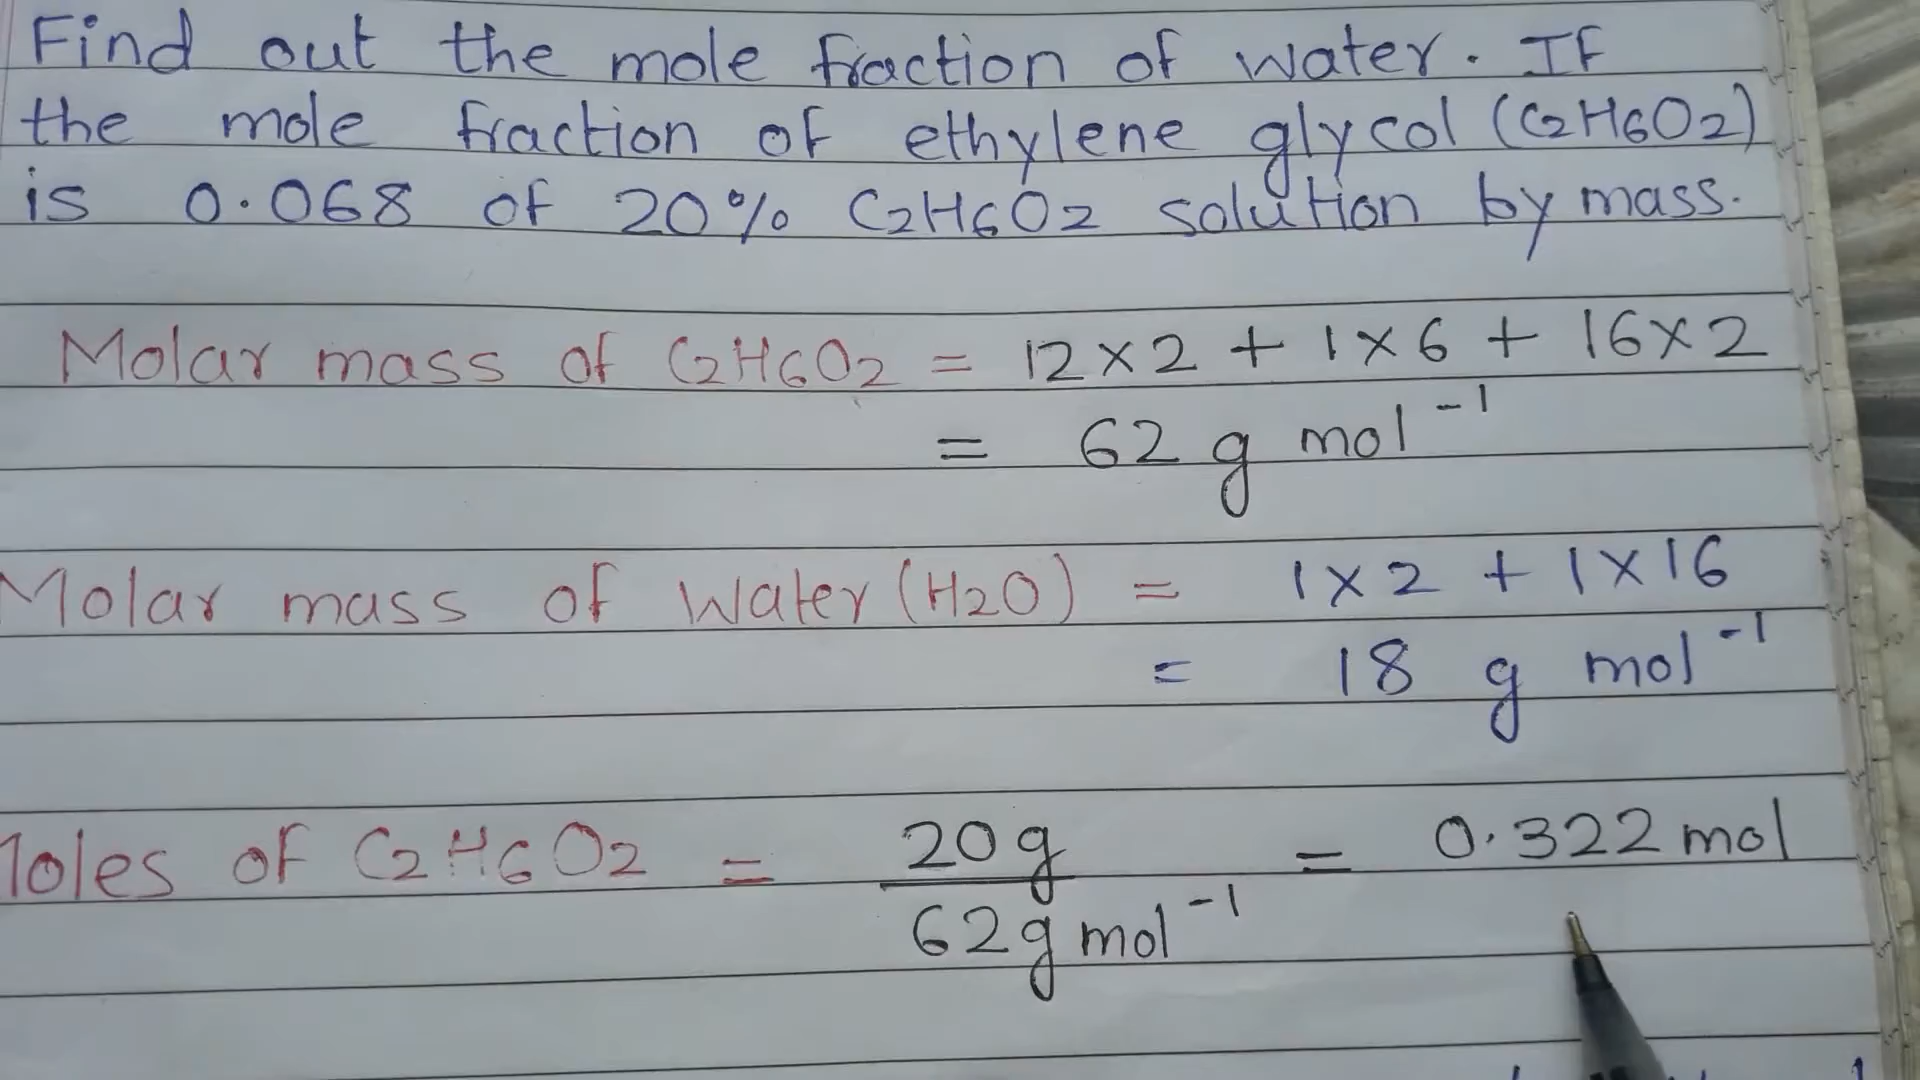 Find out the mole fraction of water. If
the mole fraction of ethylene glycol (C2H6O2)
is 0.068 of 20% C2H6O2 solution by mass.
Molar mass of C2H6O2 = 12 × 2 + 1 × 6 + 16 × 2
= 62 g mol⁻¹
Molar mass of Water (H2O) = 1 × 2 + 1 × 16
= 18 g mol⁻¹
Moles of C2H6O2 = 20g / 62g mol⁻¹ = 0.322 mol